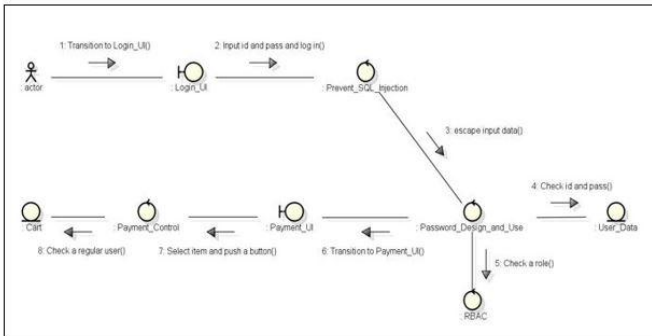 1: Transition to Login_UI()
2: Input id and pass and log in()
: actor
: Login_UI
: Prevent_SQL_Injection
3: escape input data()
4: Check id and pass()
: Cart
: Payment_Control
: Payment_UI
: Password_Design_and_Use
: User_Data
8: Check a regular user()
7: Select item and push a button()
6: Transition to Payment_UI()
5: Check a role()
: RBAC